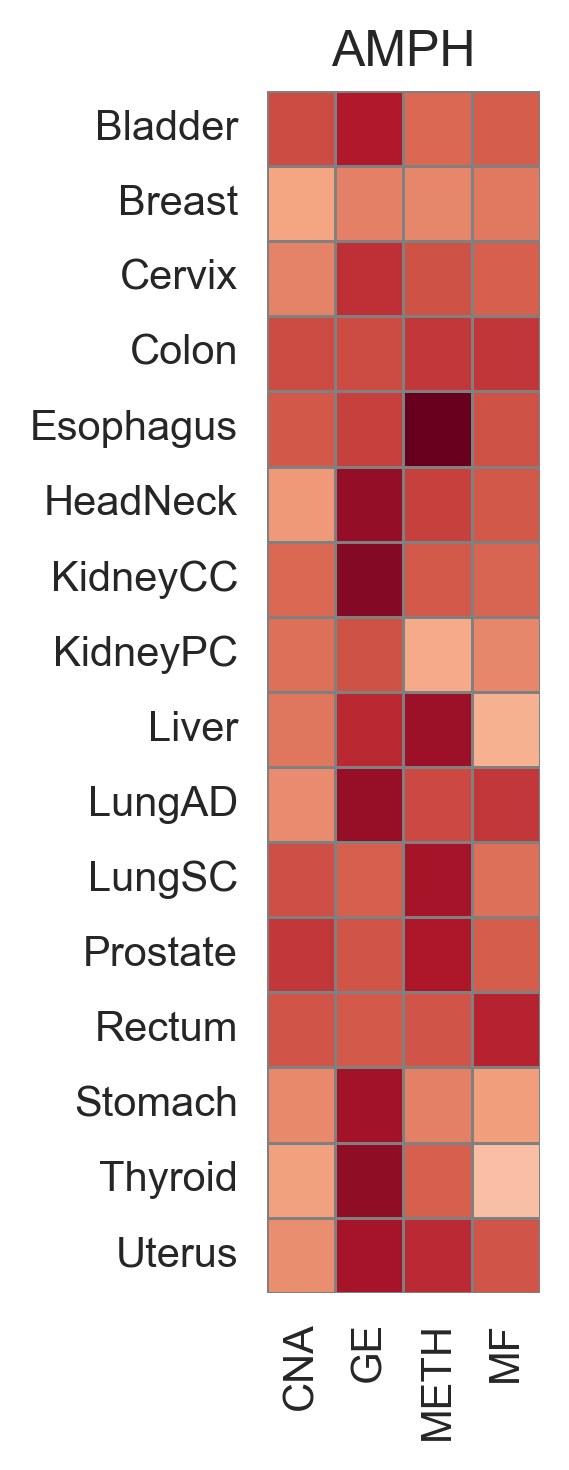 AMPH
Bladder
Breast
Cervix
Colon
Esophagus
HeadNeck
KidneyCC
KidneyPC
Liver
LungAD
LungSC
Prostate
Rectum
Stomach
Thyroid
Uterus
CNA
GE
METH
MF